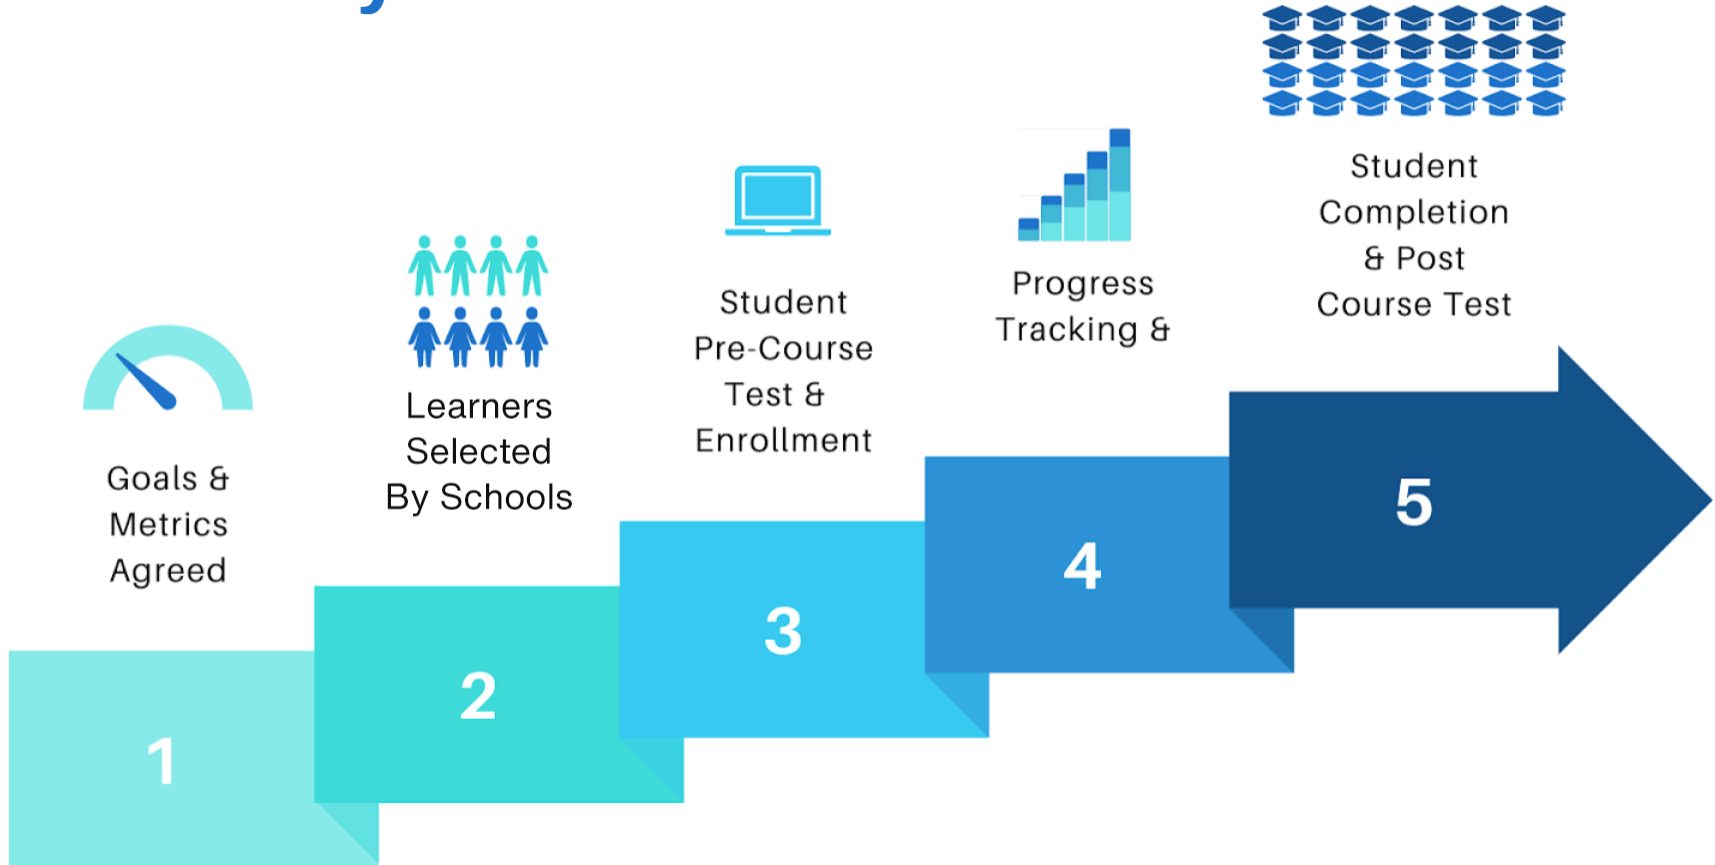 Goals &
Metrics
Agreed
1
Learners
Selected
By Schools
2
Student
Pre-Course
Test &
Enrollment
3
Progress
Tracking &
4
Student
Completion
& Post
Course Test
5